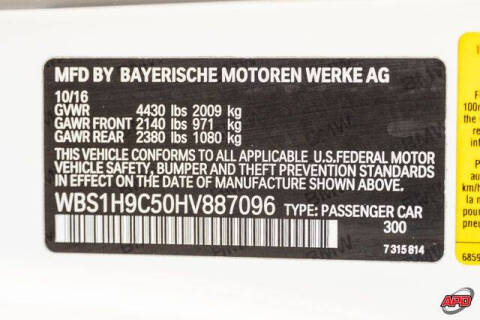 MFD BY BAYERISCHE MOTOREN WERKE AG
10/16
GVWR 4430 lbs 2009 kg
GAWR FRONT 2140 lbs 971 kg
GAWR REAR 2380 lbs 1080 kg
THIS VEHICLE CONFORMS TO ALL APPLICABLE U.S.FEDERAL MOTOR
VEHICLE SAFETY, BUMPER AND THEFT PREVENTION STANDARDS
IN EFFECT ON THE DATE OF MANUFACTURE SHOWN ABOVE.
WBS1H9C50HV887096 TYPE: PASSENGER CAR
300
7 315 814
6859
APD